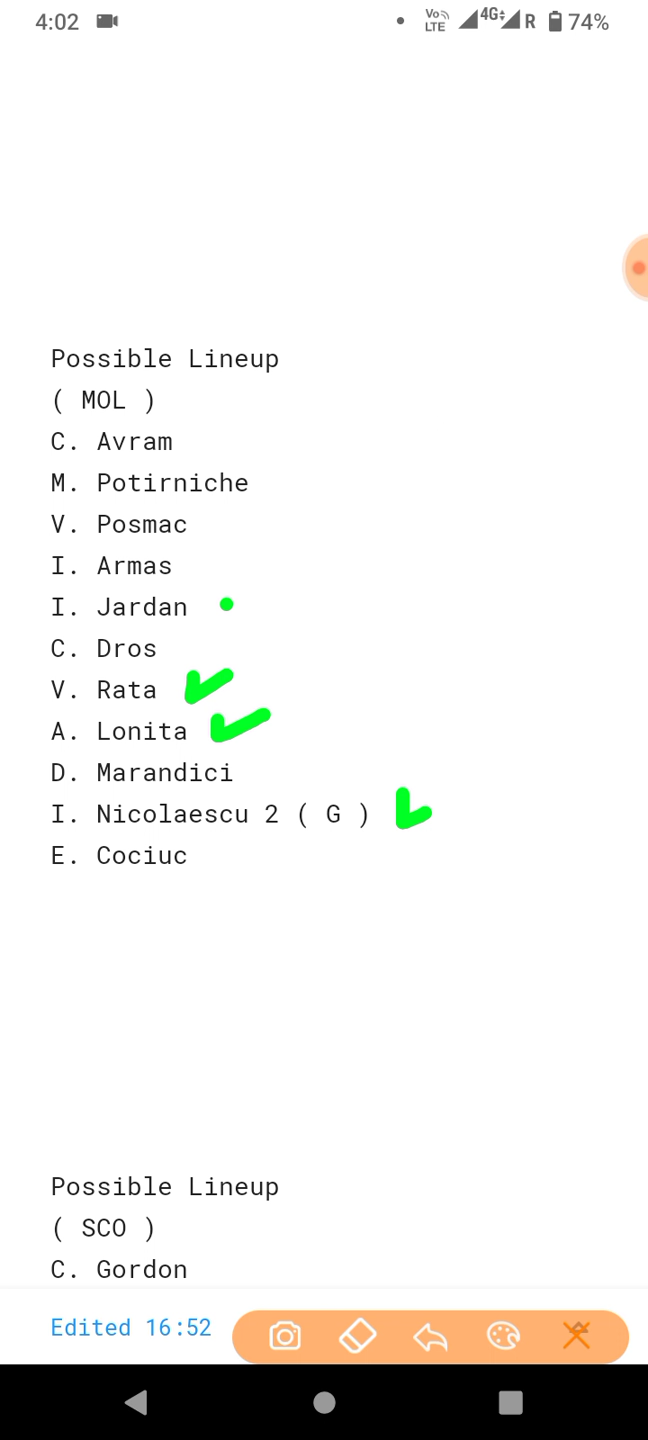 4:02 Vo LTE 4G R 74%
Possible Lineup
( MOL )
C. Avram
M. Potirniche
V. Posmac
I. Armas
I. Jardan
C. Dros
V. Rata
A. Lonita
D. Marandici
I. Nicolaescu 2 ( G )
E. Cociuc
Possible Lineup
( SCO )
C. Gordon
Edited 16:52